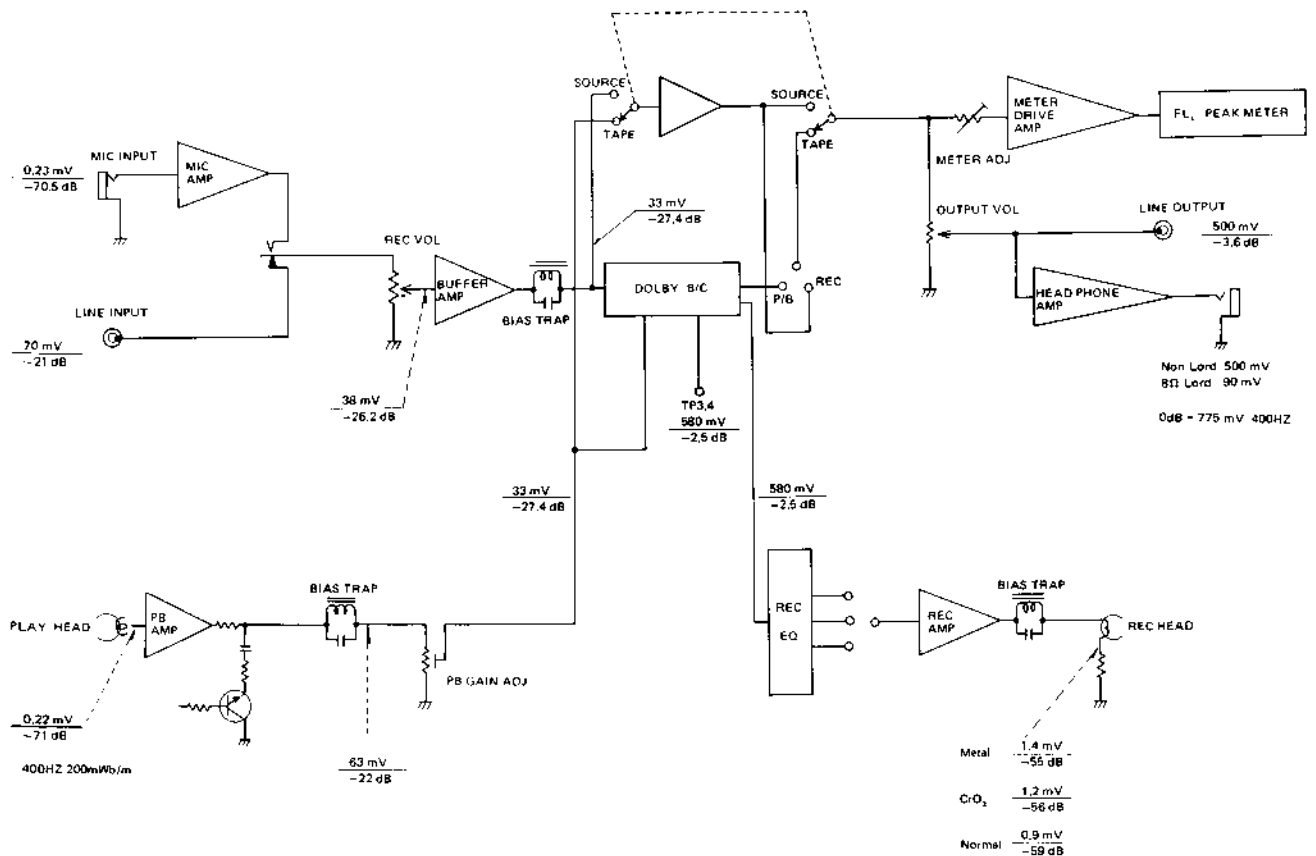 SOURCE
TAPE
SOURCE
TAPE
METER
DRIVE
AMP
FL, PEAK METER
METER ADJ
MIC INPUT
0,23 mV
-70.5 dB
MIC
AMP
33 mV
-27,4 dB
OUTPUT VOL
LINE OUTPUT
500 mV
-3,6 dB
REC VOL
BUFFER
AMP
BIAS TRAP
DOLBY B/C
P/B
REC
HEAD PHONE
AMP
LINE INPUT
70 mV
-21 dB
38 mV
-26.2 dB
TP3,4
580 mV
-2,5 dB
Non Lord 500 mV
8Ω Lord 90 mV
0dB = 775 mV 400HZ
33 mV
-27.4 dB
580 mV
-2,5 dB
PLAY HEAD
PB
AMP
BIAS TRAP
PB GAIN ADJ
REC
EQ
REC
AMP
BIAS TRAP
REC HEAD
0,22 mV
-71 dB
400HZ 200mWb/m
63 mV
-22 dB
Metal 1,4 mV
-55 dB
CrO₂ 1,2 mV
-56 dB
Normal 0,9 mV
-59 dB